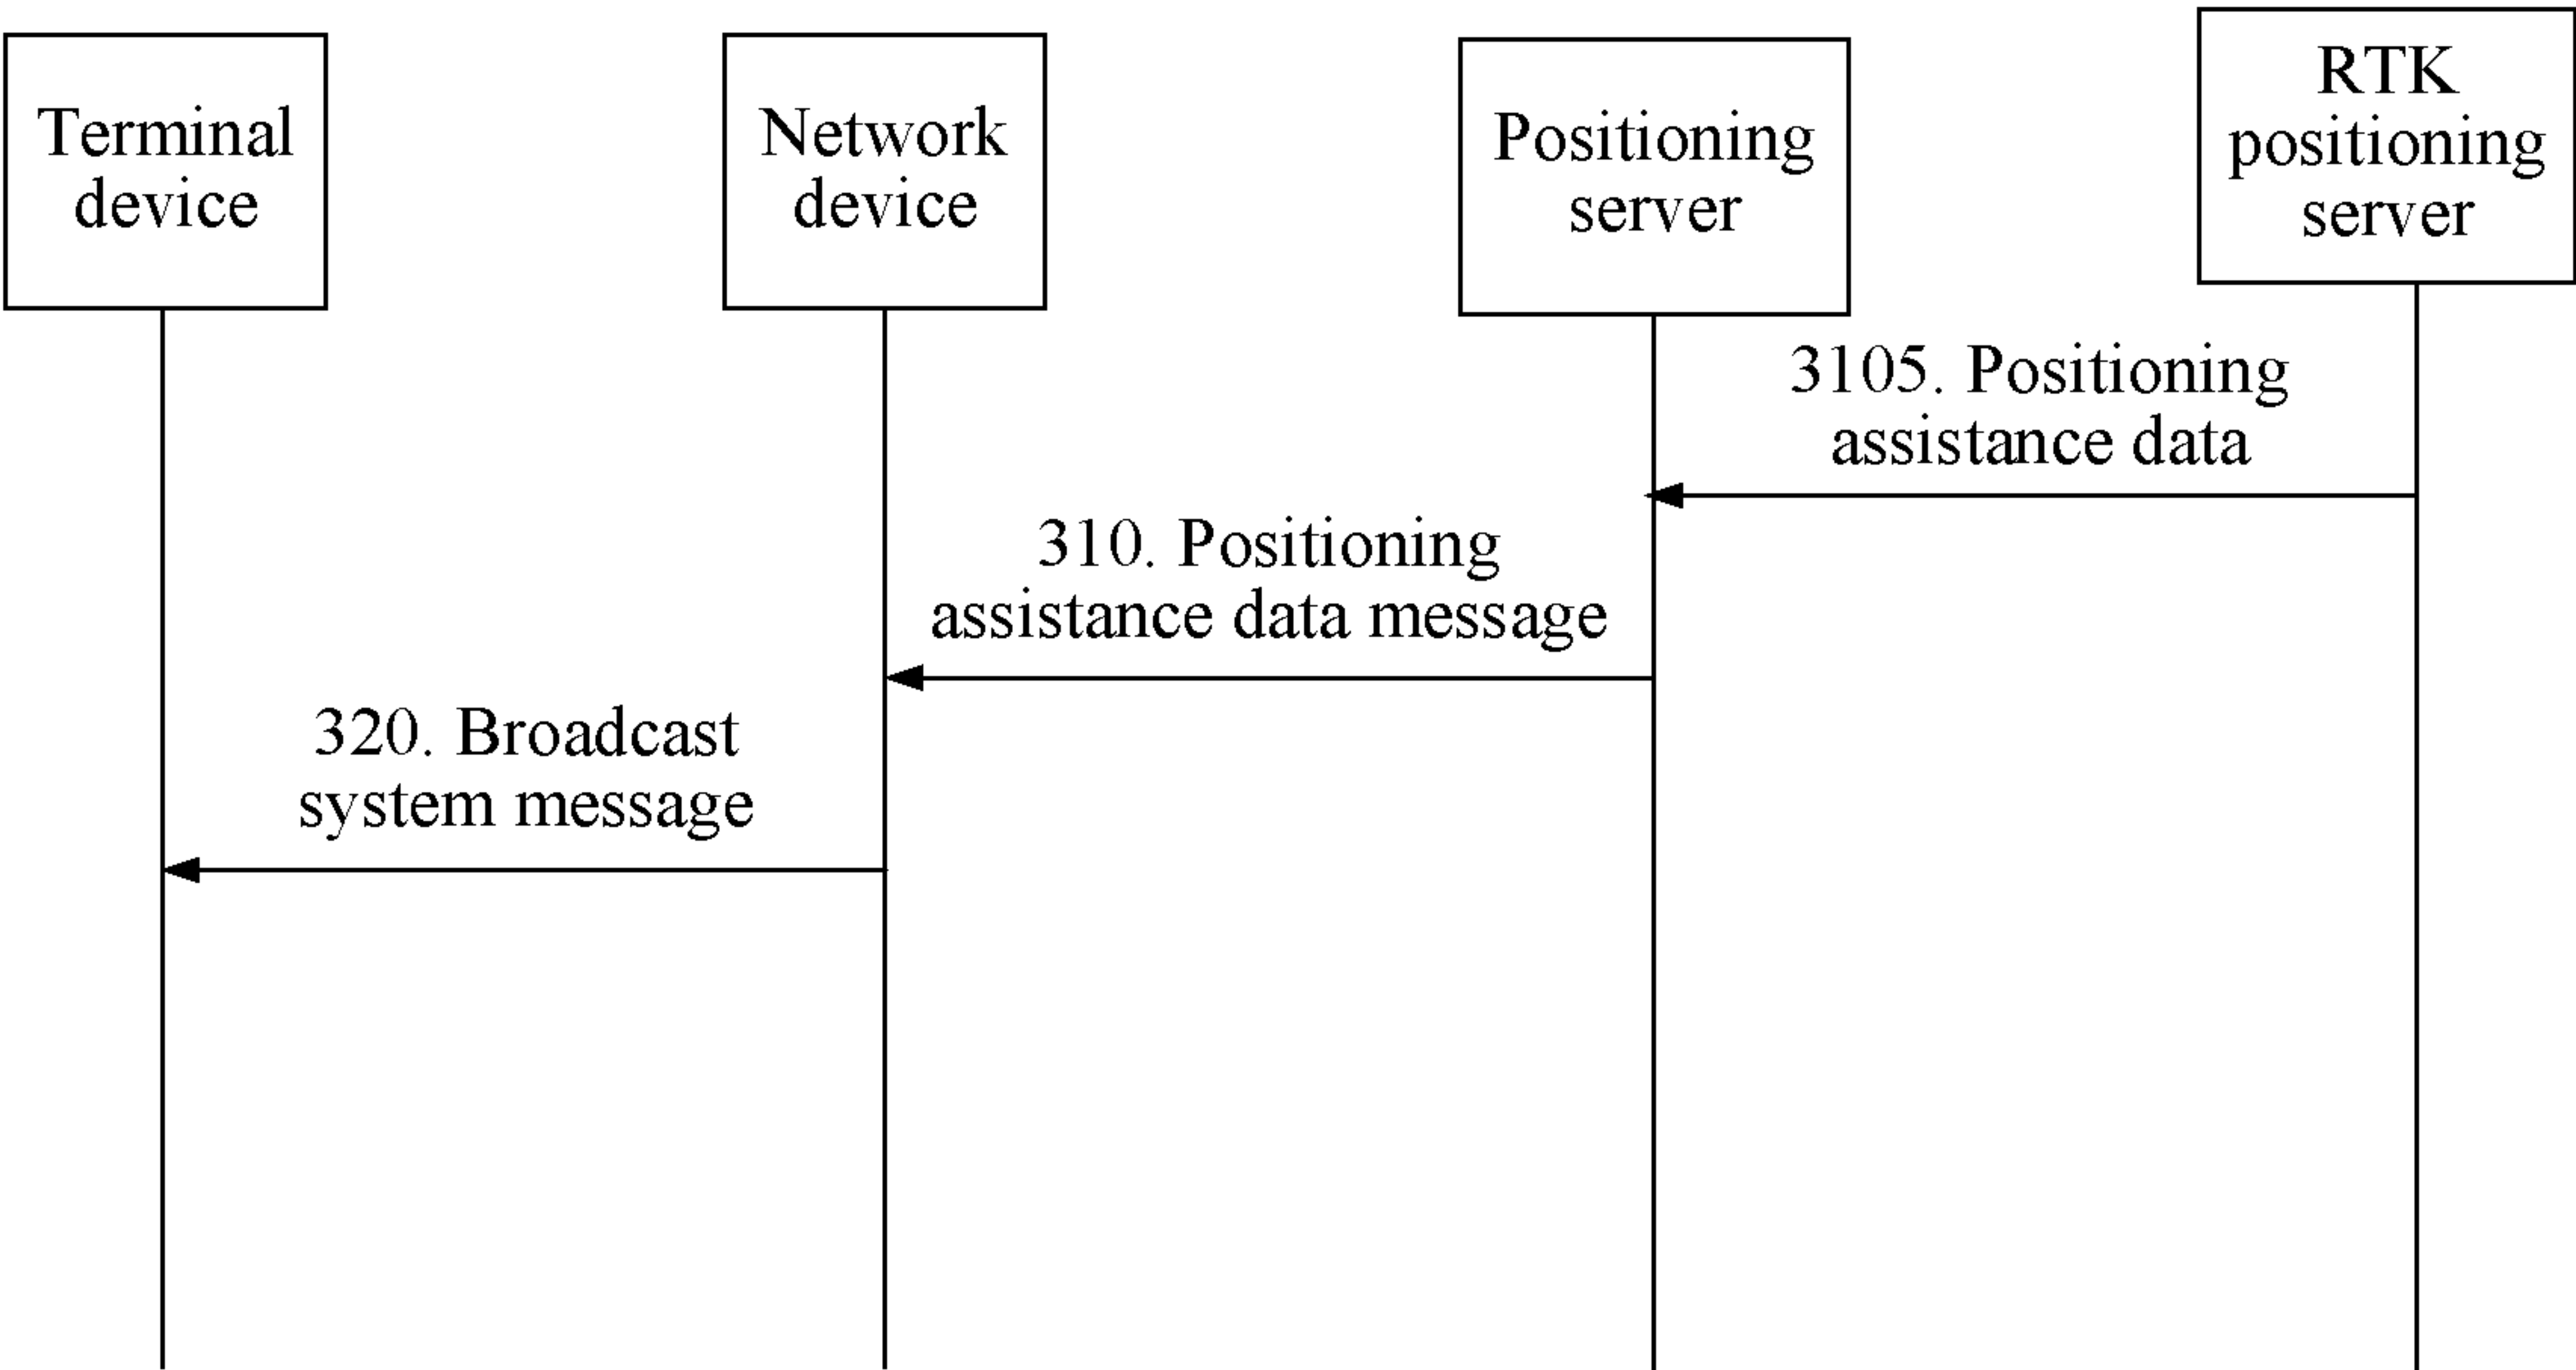 Terminal
device
Network
device
Positioning
server
RTK
positioning
server
3105. Positioning
assistance data
310. Positioning
assistance data message
320. Broadcast
system message